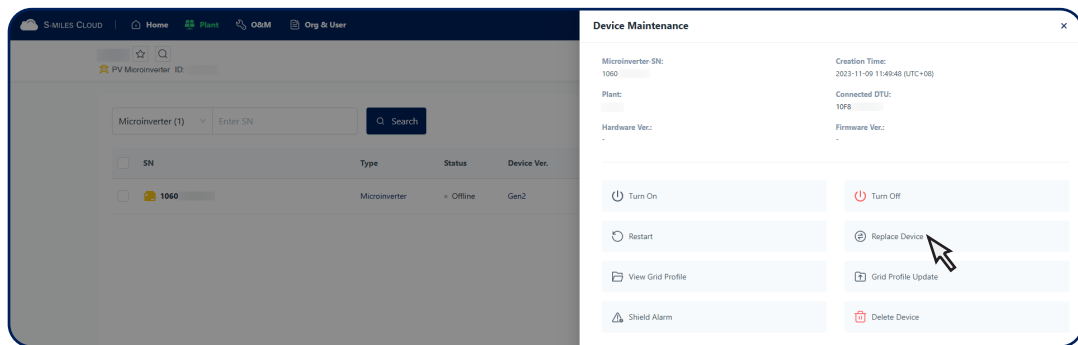 S-MILES CLOUD Home Plant O&M Org & User
PV Microinverter ID:
Microinverter (1) Enter SN Search
SN Type Status Device Ver.
1060 Microinverter Offline Gen2
Device Maintenance
Microinverter SN: Creation Time:
1060 2023-11-09 11:49:48 (UTC+08)
Plant: Connected DTU:
10F8
Hardware Ver.: Firmware Ver.:
- -
Turn On Turn Off
Restart Replace Device
View Grid Profile Grid Profile Update
Shield Alarm Delete Device